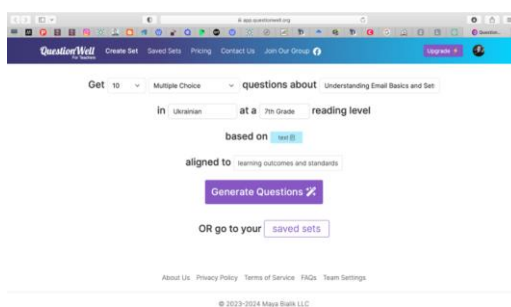 app.questionwell.org
QuestionWell Create Set Saved Sets Pricing Contact Us Join Our Group Upgrade
For Teachers
Get 10 Multiple Choice questions about Understanding Email Basics and Set
in Ukrainian at a 7th Grade reading level
based on text
aligned to learning outcomes and standards
Generate Questions
OR go to your saved sets
About Us Privacy Policy Terms of Service FAQs Team Settings
© 2023-2024 Maya Bialik LLC